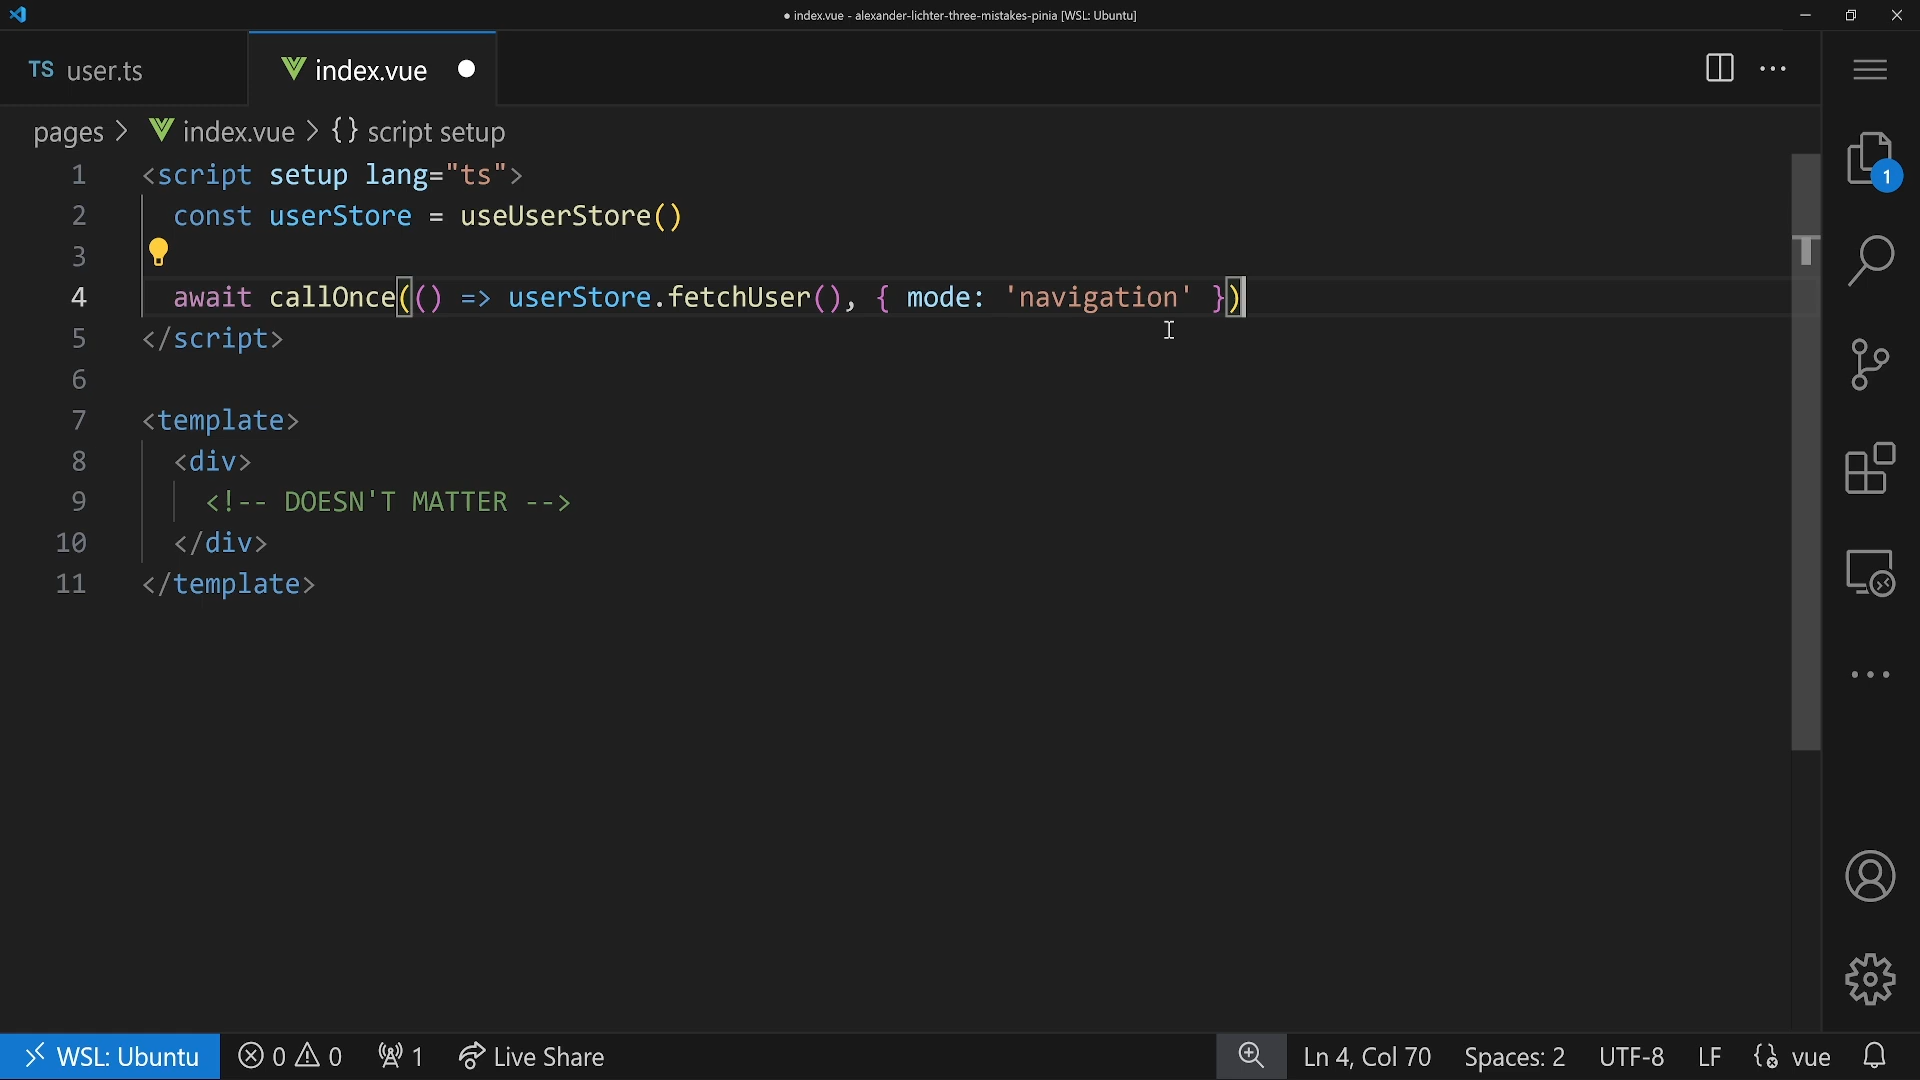 ● index.vue - alexander-lichter-three-mistakes-pinia [WSL: Ubuntu]
TS user.ts
index.vue
pages > index.vue > {} script setup
1 <script setup lang="ts">
2 const userStore = useUserStore()
3
4 await callOnce(() => userStore.fetchUser(), { mode: 'navigation' })
5 </script>
6
7 <template>
8 <div>
9 <!-- DOESN'T MATTER -->
10 </div>
11 </template>
1
WSL: Ubuntu 0 0 1 Live Share Ln 4, Col 70 Spaces: 2 UTF-8 LF vue